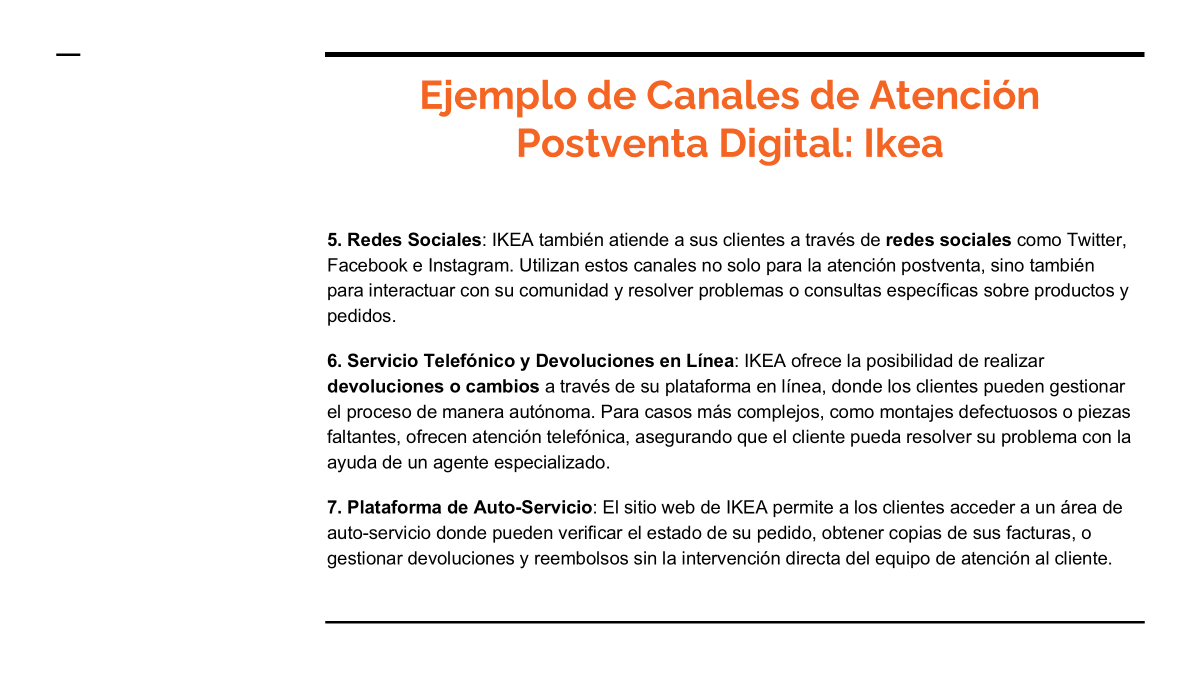 Ejemplo de Canales de Atención
Postventa Digital: Ikea
5. Redes Sociales: IKEA también atiende a sus clientes a través de redes sociales como Twitter,
Facebook e Instagram. Utilizan estos canales no solo para la atención postventa, sino también
para interactuar con su comunidad y resolver problemas o consultas específicas sobre productos y
pedidos.
6. Servicio Telefónico y Devoluciones en Línea: IKEA ofrece la posibilidad de realizar
devoluciones o cambios a través de su plataforma en línea, donde los clientes pueden gestionar
el proceso de manera autónoma. Para casos más complejos, como montajes defectuosos o piezas
faltantes, ofrecen atención telefónica, asegurando que el cliente pueda resolver su problema con la
ayuda de un agente especializado.
7. Plataforma de Auto-Servicio: El sitio web de IKEA permite a los clientes acceder a un área de
auto-servicio donde pueden verificar el estado de su pedido, obtener copias de sus facturas, o
gestionar devoluciones y reembolsos sin la intervención directa del equipo de atención al cliente.